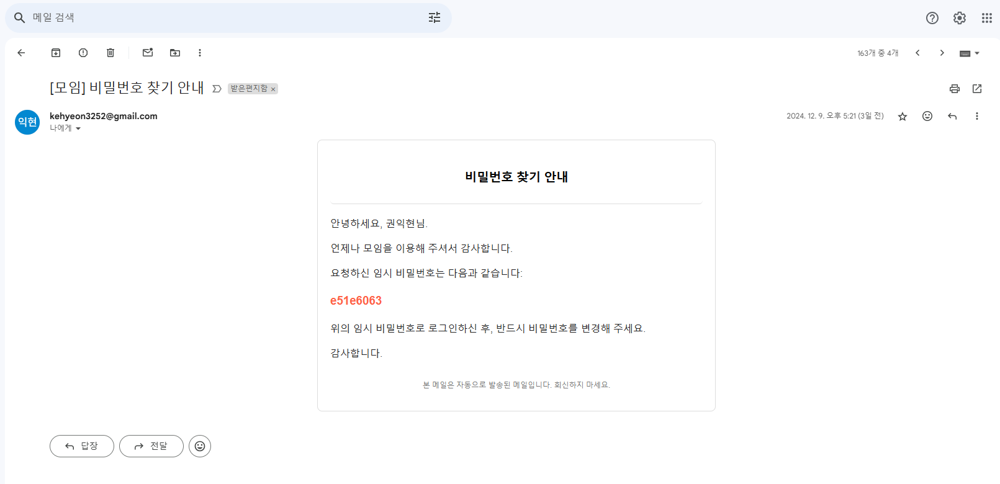 메일 검색
163개 중 4개
[모임] 비밀번호 찾기 안내
받은편지함 ×
익현
kehyeon3252@gmail.com
2024. 12. 9. 오후 5:21 (3일 전)
나에게
비밀번호 찾기 안내
안녕하세요, 권익현님.
언제나 모임을 이용해 주셔서 감사합니다.
요청하신 임시 비밀번호는 다음과 같습니다:
e51e6063
위의 임시 비밀번호로 로그인하신 후, 반드시 비밀번호를 변경해 주세요.
감사합니다.
본 메일은 자동으로 발송된 메일입니다. 회신하지 마세요.
답장
전달